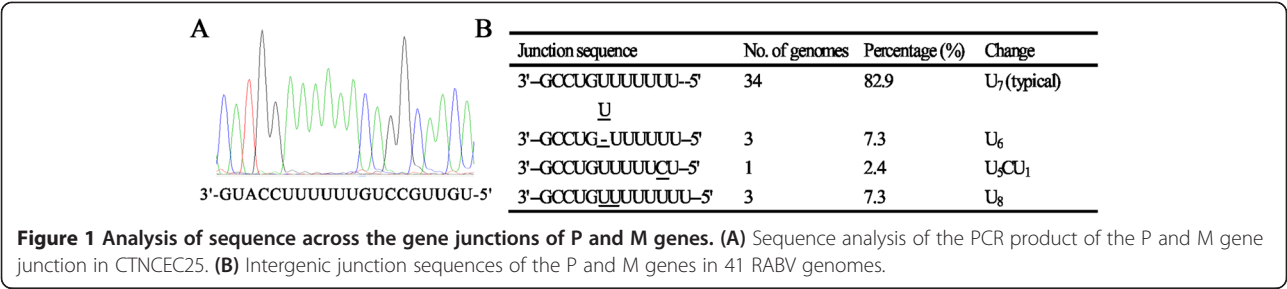 A
B
3'-GUACCUUUUUUGUCCGUUGU-5'
Junction sequence No. of genomes Percentage (%) Change
3'–GCCUGUUUUUUU--5' 34 82.9 U₇ (typical)
U
3'–GCCUG-UUUUUU–5' 3 7.3 U₆
3'–GCCUGUUUUUCU–5' 1 2.4 U₅CU₁
3'–GCCUGUUUUUUUU–5' 3 7.3 U₈
Figure 1 Analysis of sequence across the gene junctions of P and M genes. (A) Sequence analysis of the PCR product of the P and M gene
junction in CTNCEC25. (B) Intergenic junction sequences of the P and M genes in 41 RABV genomes.